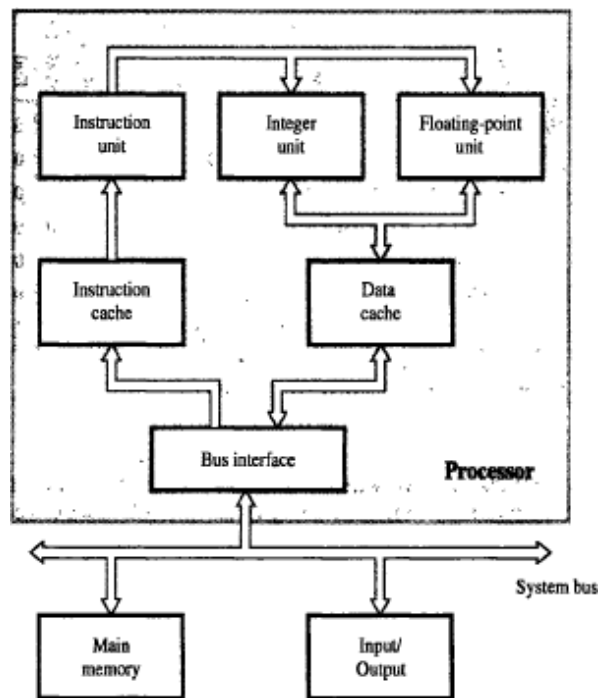 Instruction
unit
Integer
unit
Floating-point
unit
Instruction
cache
Data
cache
Bus interface
Processor
System bus
Main
memory
Input/
Output